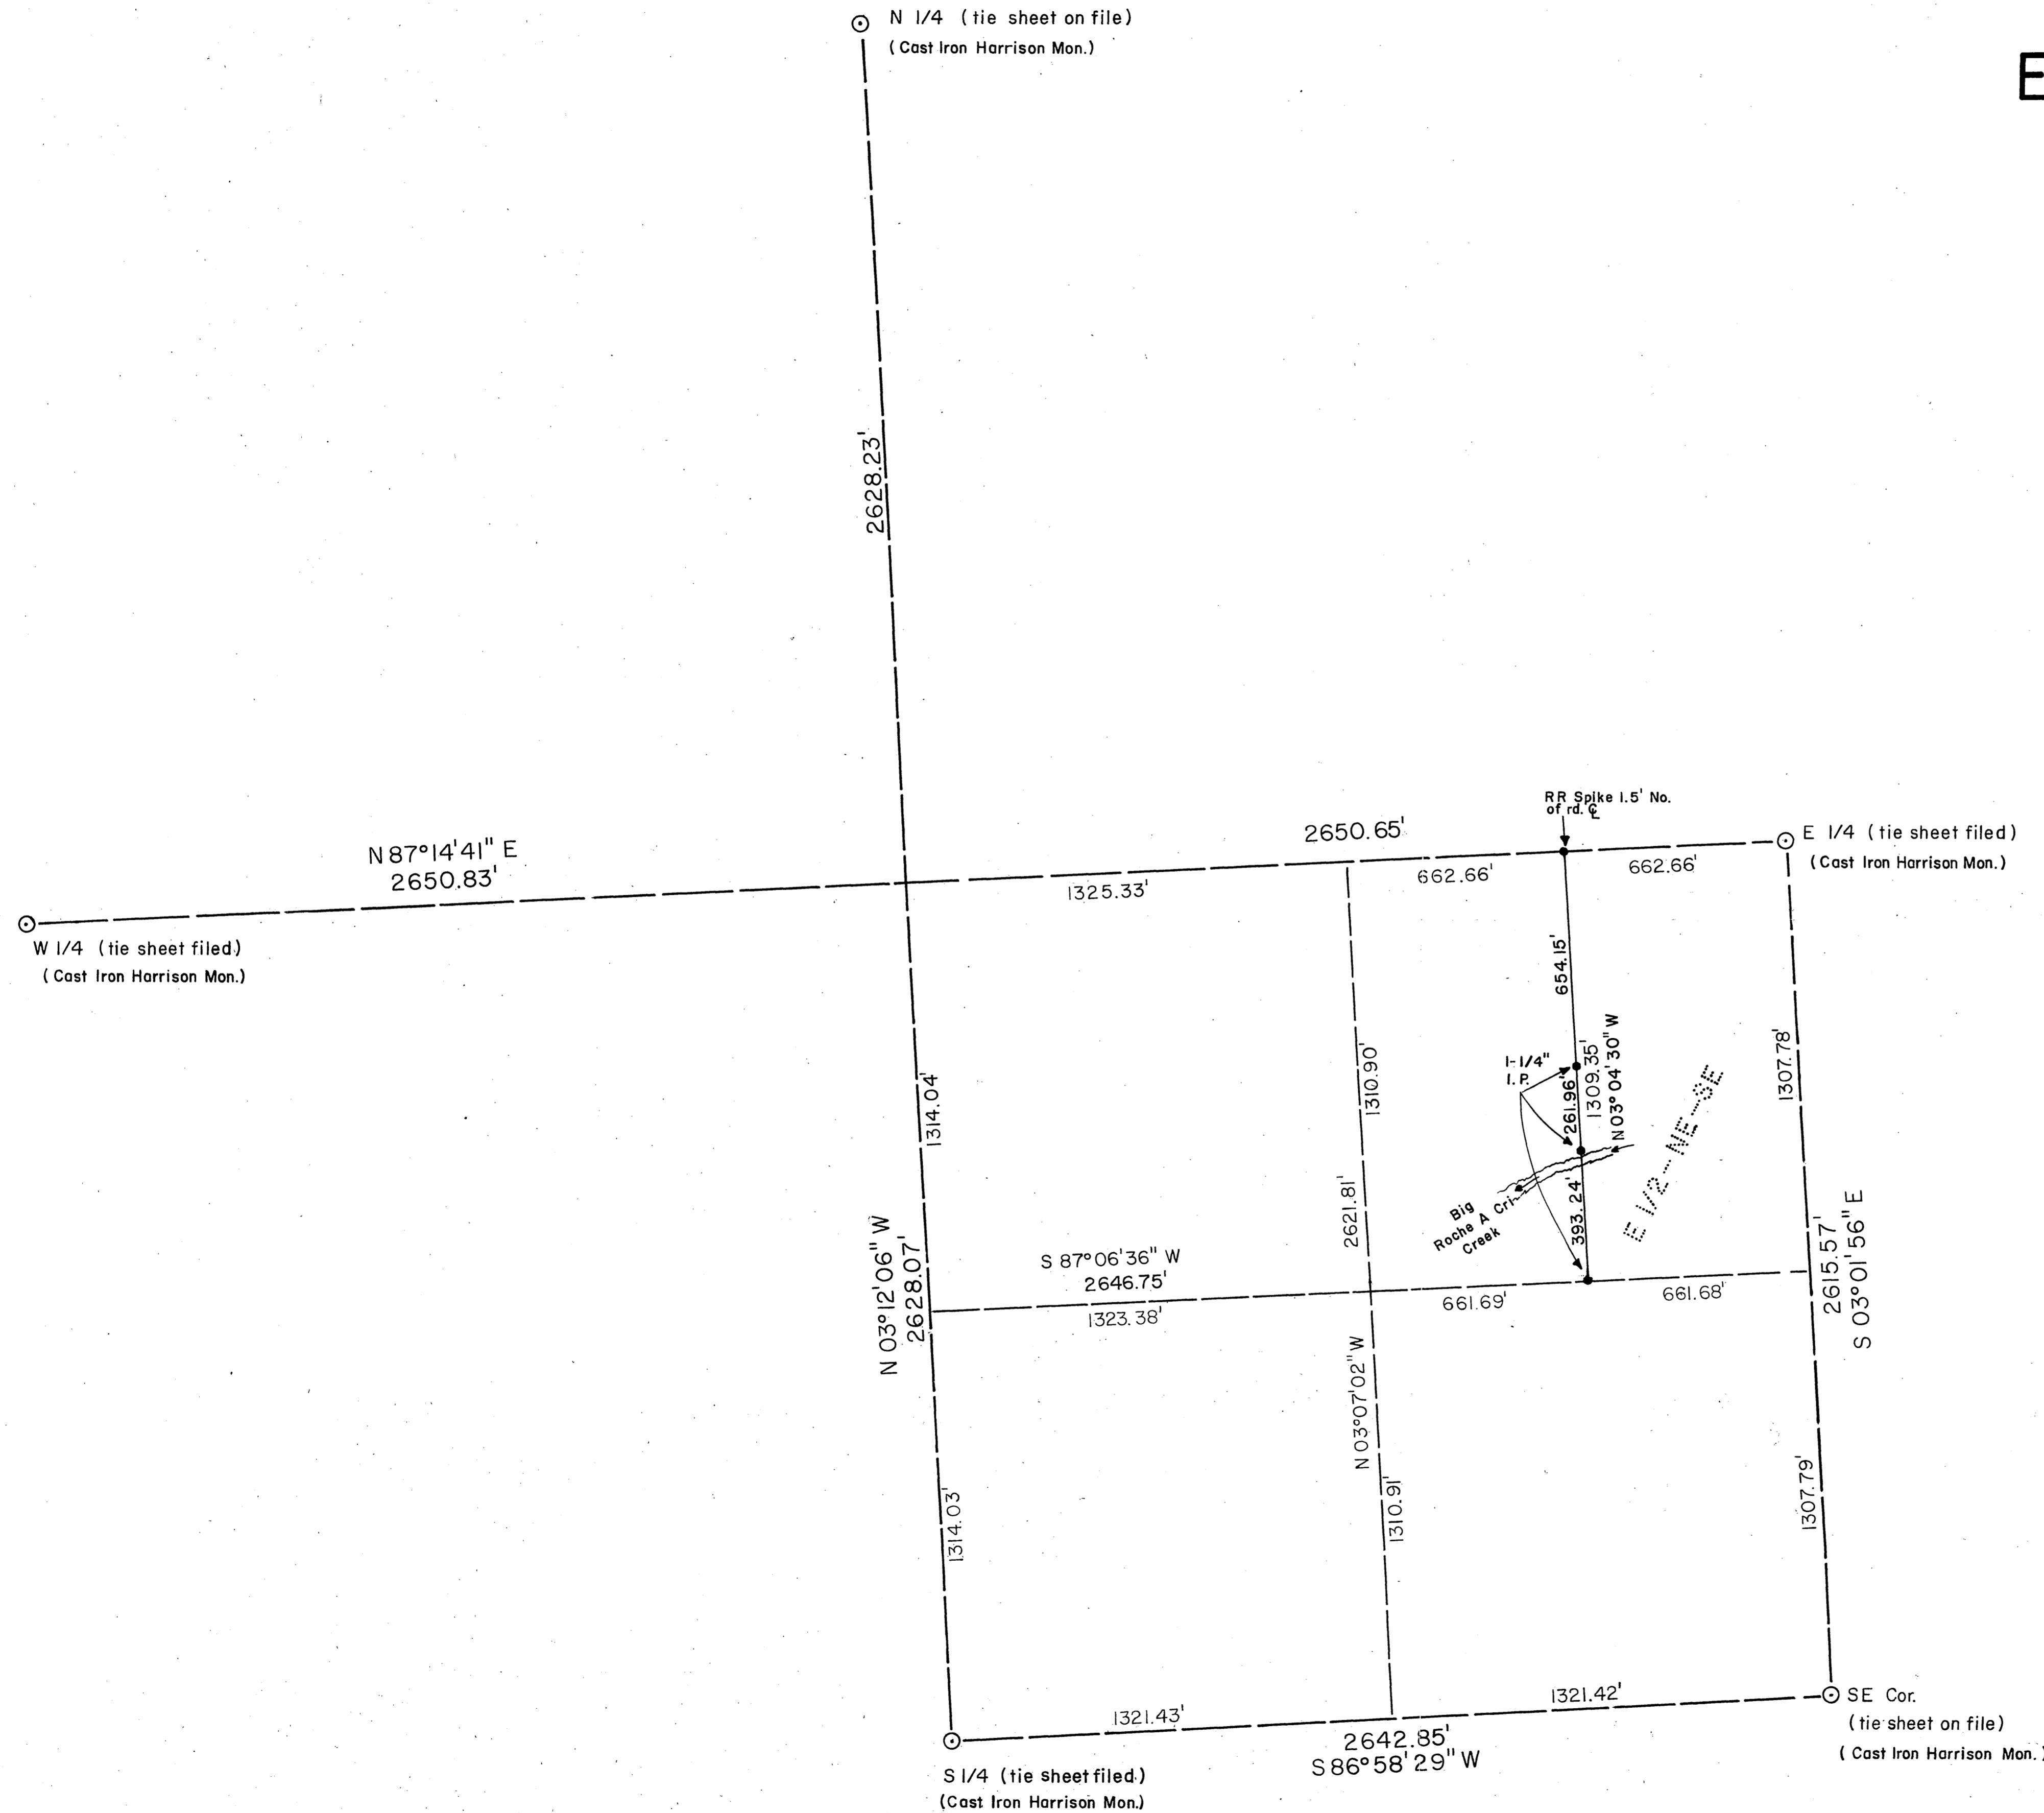 N 1/4 (tie sheet on file)
(Cast Iron Harrison Mon.)
E
2628.23'
RR Spike 1.5' No.
of rd. ℄
2650.65'
E 1/4 (tie sheet filed)
(Cast Iron Harrison Mon.)
N 87°14'41" E
2650.83'
1325.33'
662.66'
662.66'
W 1/4 (tie sheet filed.)
(Cast Iron Harrison Mon.)
654.15'
1314.04'
1310.90'
1-1/4"
I.P.
261.96'
1309.35'
N 03°04'30" W
1307.78'
E 1/2-NE-SE
Big
Roche A Cri
Creek
393.24'
2621.81'
N 03°12'06" W
2628.07'
S 87°06'36" W
2646.75'
1323.38'
661.69'
661.68'
2615.57'
S 03°01'56" E
N 03°07'02" W
1314.03'
1310.91'
1307.79'
1321.43'
1321.42'
2642.85'
S 86°58'29" W
SE Cor.
(tie sheet on file)
(Cast Iron Harrison Mon.)
S 1/4 (tie sheet filed.)
(Cast Iron Harrison Mon.)